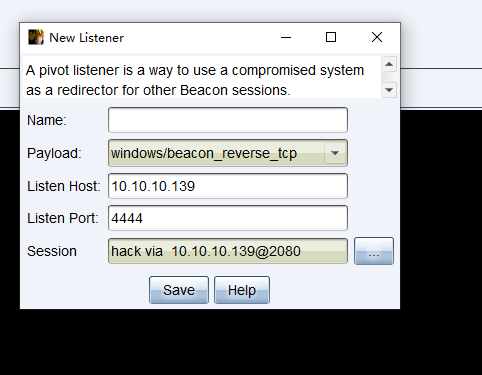 New Listener
A pivot listener is a way to use a compromised system
as a redirector for other Beacon sessions.
Name:
Payload: windows/beacon_reverse_tcp
Listen Host: 10.10.10.139
Listen Port: 4444
Session hack via 10.10.10.139@2080 ...
Save Help